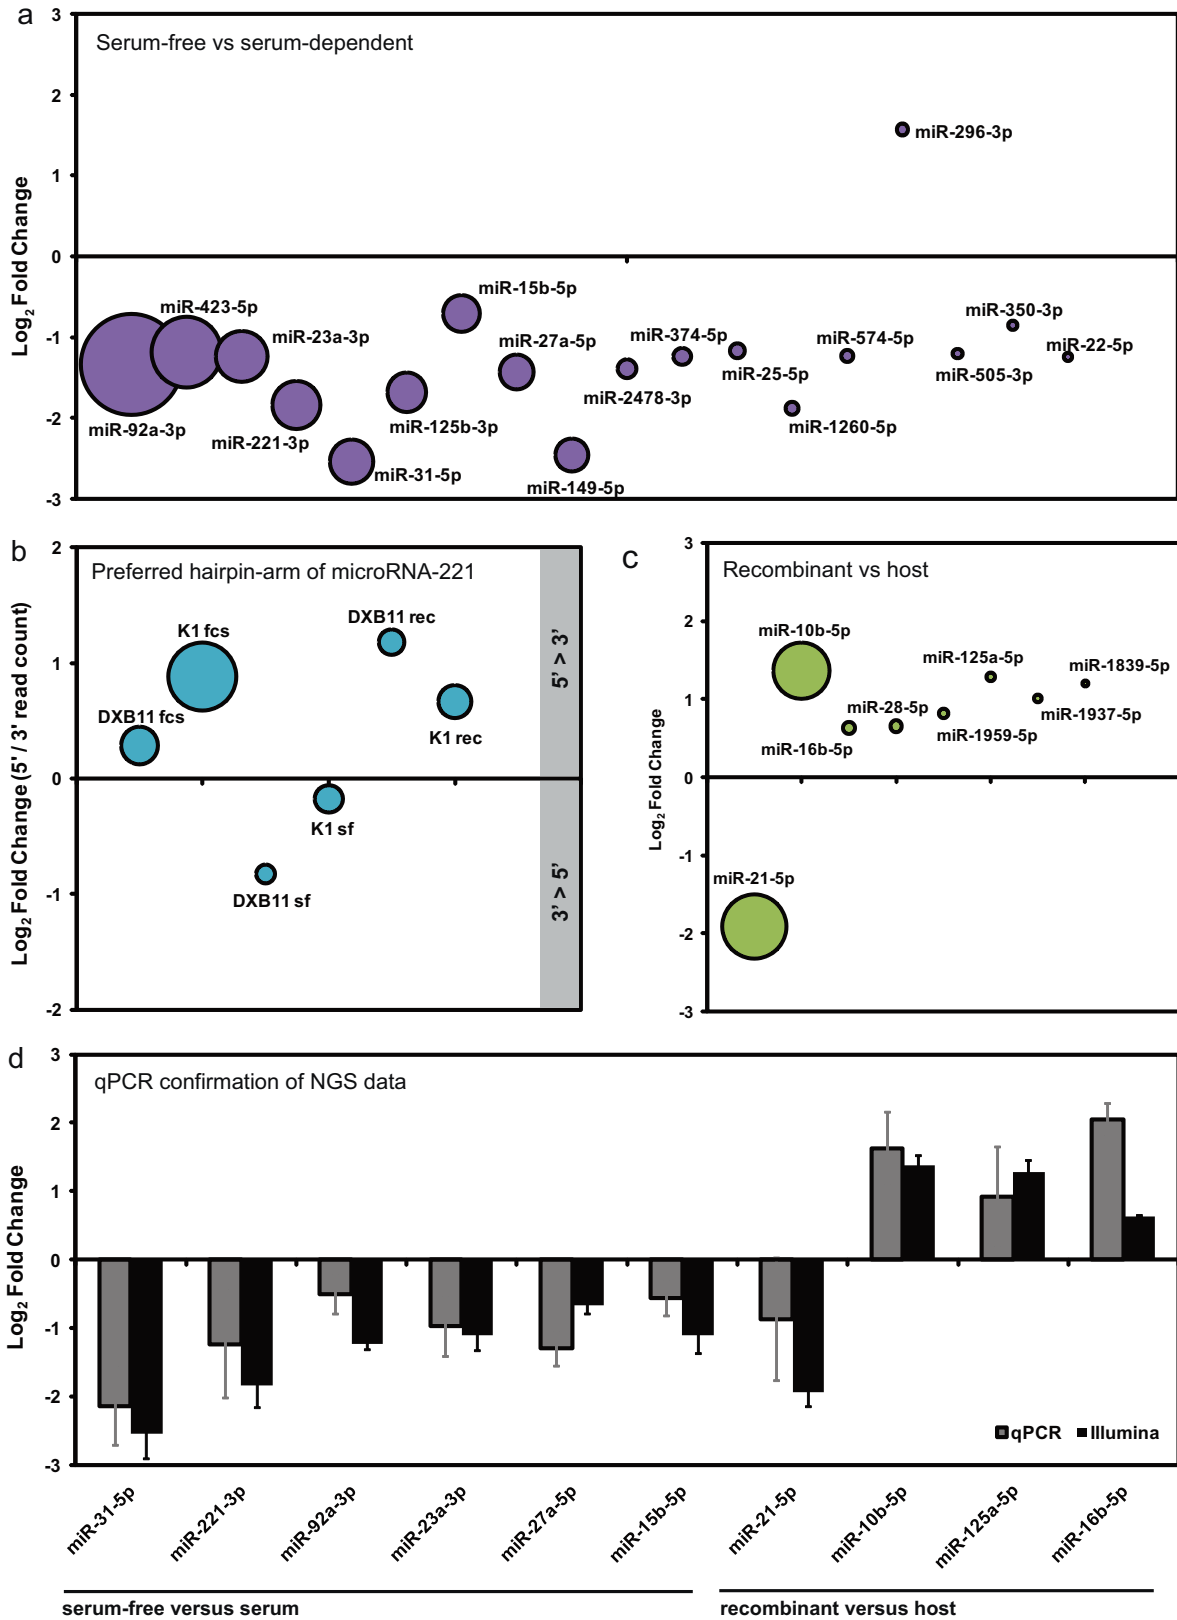 a
Serum-free vs serum-dependent
Log2 Fold Change
3
2
1
0
-1
-2
-3
miR-296-3p
miR-15b-5p
miR-423-5p
miR-350-3p
miR-23a-3p
miR-27a-5p
miR-374-5p
miR-574-5p
miR-22-5p
miR-25-5p
miR-505-3p
miR-2478-3p
miR-92a-3p
miR-221-3p
miR-125b-3p
miR-1260-5p
miR-31-5p
miR-149-5p
b
Preferred hairpin-arm of microRNA-221
Log2 Fold Change (5' / 3' read count)
2
1
0
-1
-2
DXB11 rec
K1 fcs
DXB11 fcs
K1 rec
K1 sf
DXB11 sf
5' > 3'
3' > 5'
c
Recombinant vs host
Log2 Fold Change
3
2
1
0
-1
-2
-3
miR-10b-5p
miR-125a-5p
miR-1839-5p
miR-28-5p
miR-1937-5p
miR-16b-5p
miR-1959-5p
miR-21-5p
d
qPCR confirmation of NGS data
Log2 Fold Change
3
2
1
0
-1
-2
-3
qPCR
Illumina
miR-31-5p
miR-221-3p
miR-92a-3p
miR-23a-3p
miR-27a-5p
miR-15b-5p
miR-21-5p
miR-10b-5p
miR-125a-5p
miR-16b-5p
serum-free versus serum
recombinant versus host